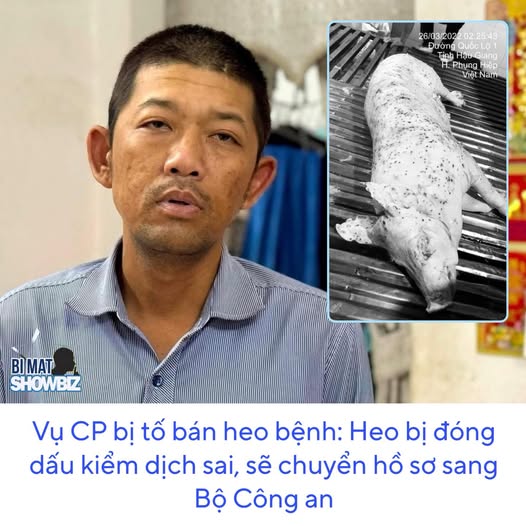 26/03/2022 02:25:43
Đường Quốc Lộ 1
Tỉnh Hậu Giang
H. Phụng Hiệp
Việt Nam
BI MAT
SHOWBIZ
Vụ CP bị tố bán heo bệnh: Heo bị đóng
dấu kiểm dịch sai, sẽ chuyển hồ sơ sang
Bộ Công an